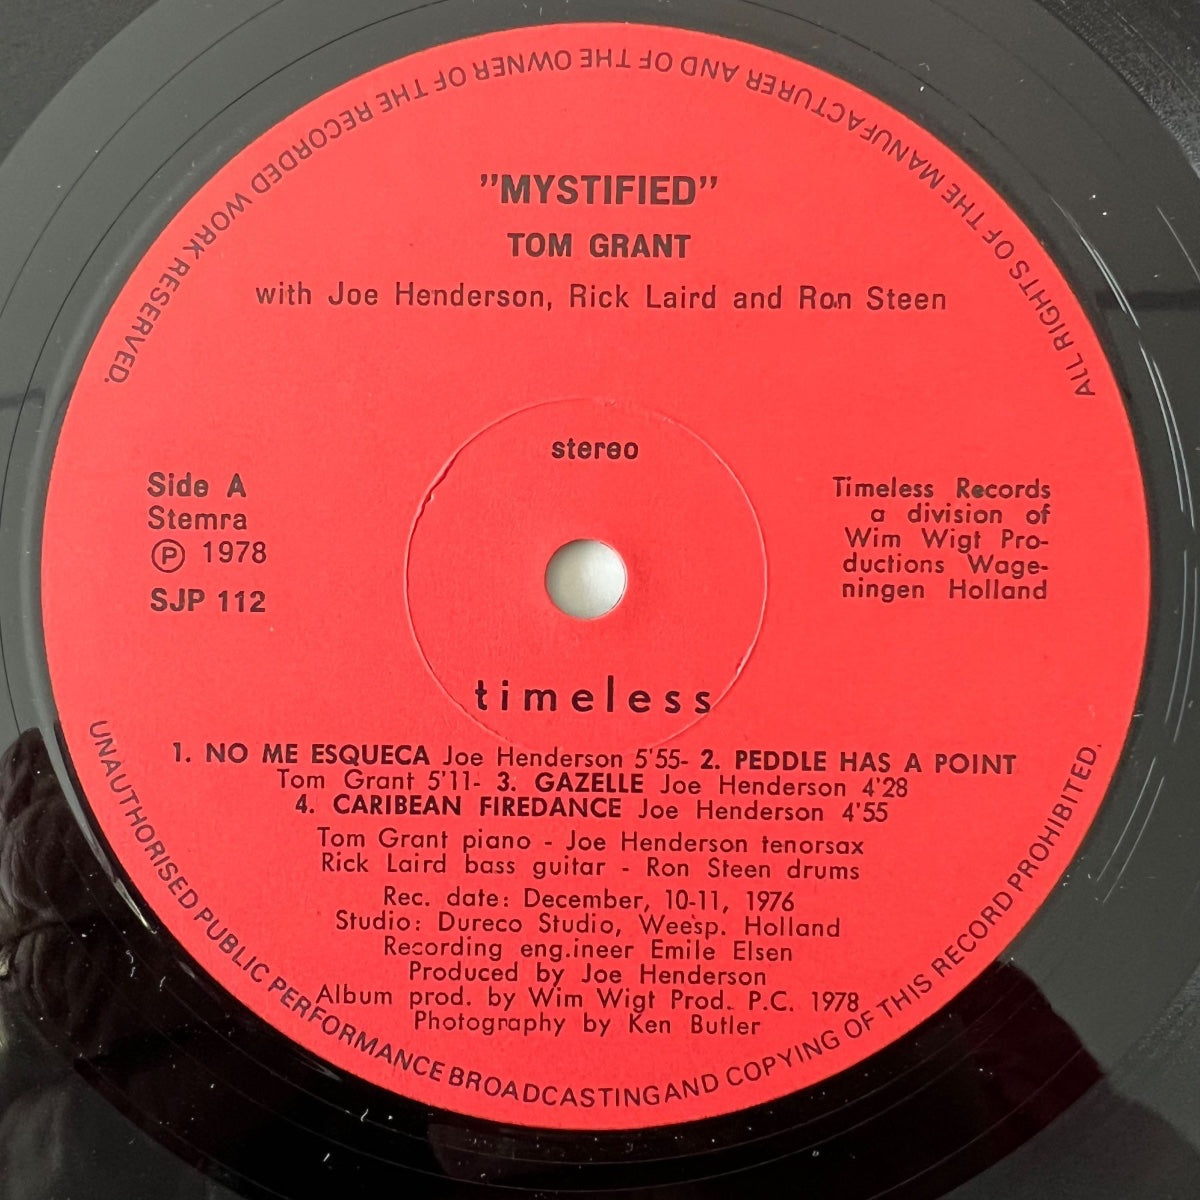 ALL RIGHTS OF THE MANUFACTURER AND OF THE OWNER OF THE RECORDED WORK RESERVED.
"MYSTIFIED"
TOM GRANT
with Joe Henderson, Rick Laird and Ron Steen
stereo
Side A
Stemra
Ⓟ 1978
SJP 112
Timeless Records
a division of
Wim Wigt Pro-
ductions Wage-
ningen Holland
timeless
1. NO ME ESQUECA Joe Henderson 5'55- 2. PEDDLE HAS A POINT
Tom Grant 5'11- 3. GAZELLE Joe Henderson 4'28
4. CARIBEAN FIREDANCE Joe Henderson 4'55
Tom Grant piano - Joe Henderson tenorsax
Rick Laird bass guitar - Ron Steen drums
Rec. date: December, 10-11, 1976
Studio: Dureco Studio, Weesp. Holland
Recording eng.ineer Emile Elsen
Produced by Joe Henderson
Album prod. by Wim Wigt Prod. P.C. 1978
Photography by Ken Butler
UNAUTHORISED PUBLIC PERFORMANCE BROADCASTING AND COPYING OF THIS RECORD PROHIBITED.